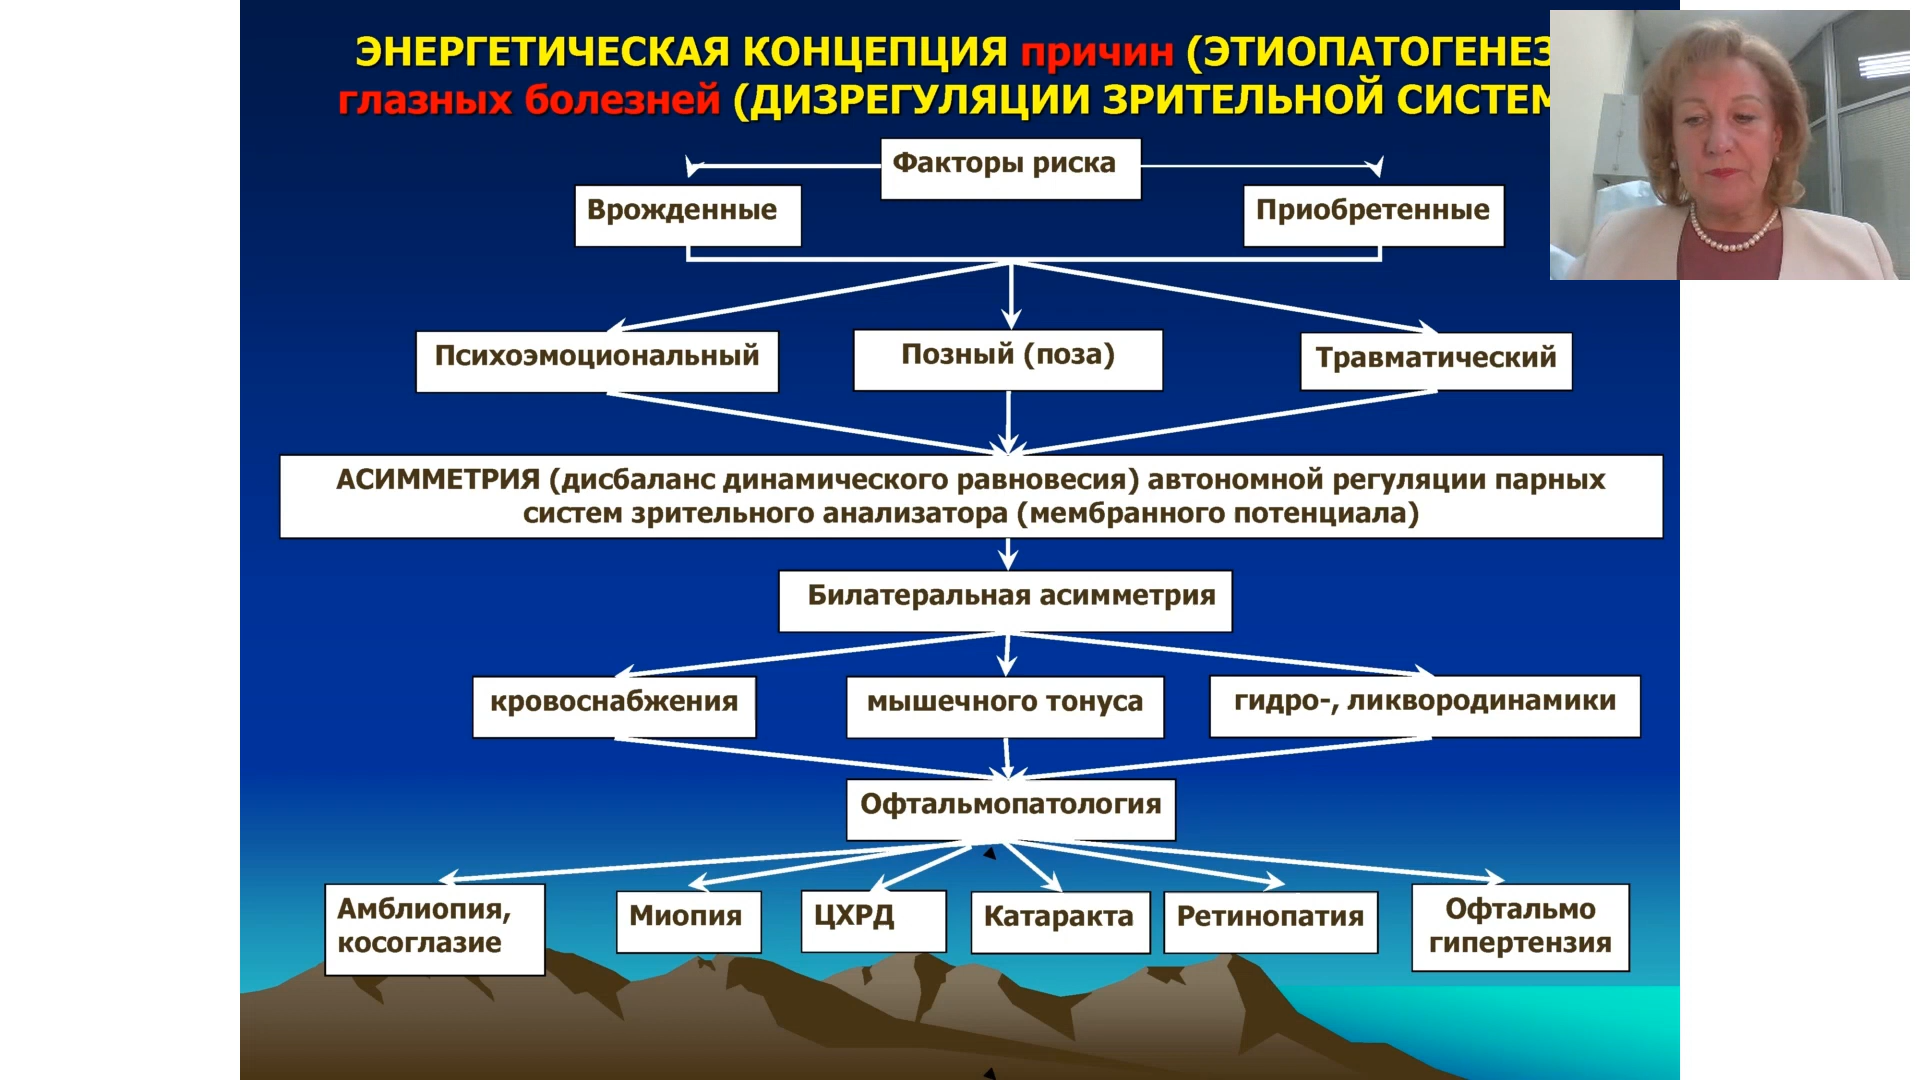 ЭНЕРГЕТИЧЕСКАЯ КОНЦЕПЦИЯ причин (ЭТИОПАТОГЕНЕЗ
глазных болезней (ДИЗРЕГУЛЯЦИИ ЗРИТЕЛЬНОЙ СИСТЕМ
Факторы риска
Врожденные
Приобретенные
Психоэмоциональный
Позный (поза)
Травматический
АСИММЕТРИЯ (дисбаланс динамического равновесия) автономной регуляции парных
систем зрительного анализатора (мембранного потенциала)
Билатеральная асимметрия
кровоснабжения
мышечного тонуса
гидро-, ликвородинамики
Офтальмопатология
Амблиопия,
косоглазие
Миопия
ЦХРД
Катаракта
Ретинопатия
Офтальмо
гипертензия